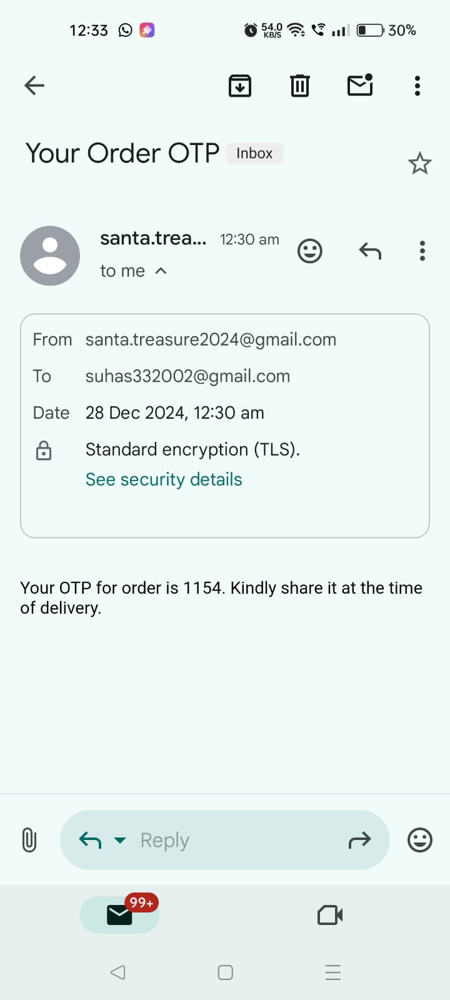 12:33 54.0 KB/S 30%
Your Order OTP Inbox
santa.trea... 12:30 am
to me
From santa.treasure2024@gmail.com
To suhas332002@gmail.com
Date 28 Dec 2024, 12:30 am
Standard encryption (TLS).
See security details
Your OTP for order is 1154. Kindly share it at the time
of delivery.
Reply
99+